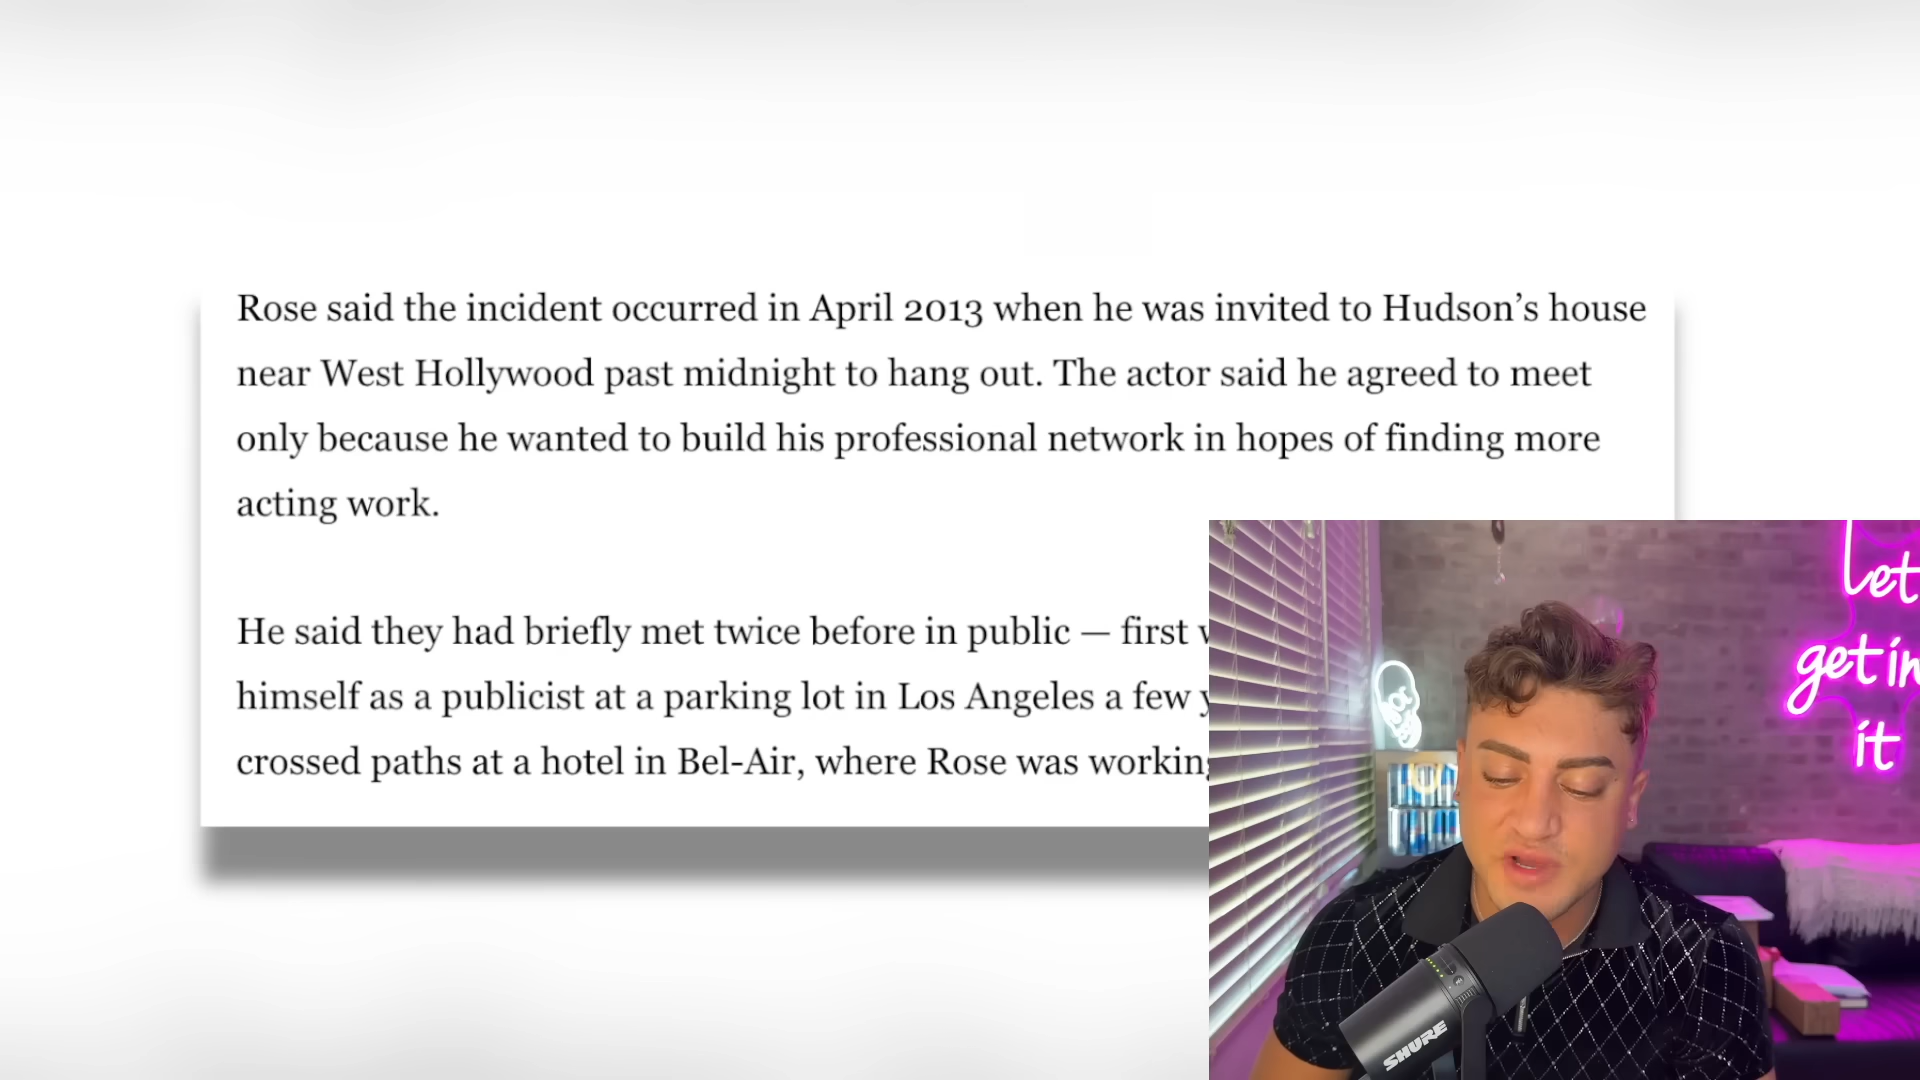 Rose said the incident occurred in April 2013 when he was invited to Hudson’s house
near West Hollywood past midnight to hang out. The actor said he agreed to meet
only because he wanted to build his professional network in hopes of finding more
acting work.
He said they had briefly met twice before in public — first
himself as a publicist at a parking lot in Los Angeles a few
crossed paths at a hotel in Bel-Air, where Rose was working
let
get in
it
SHURE